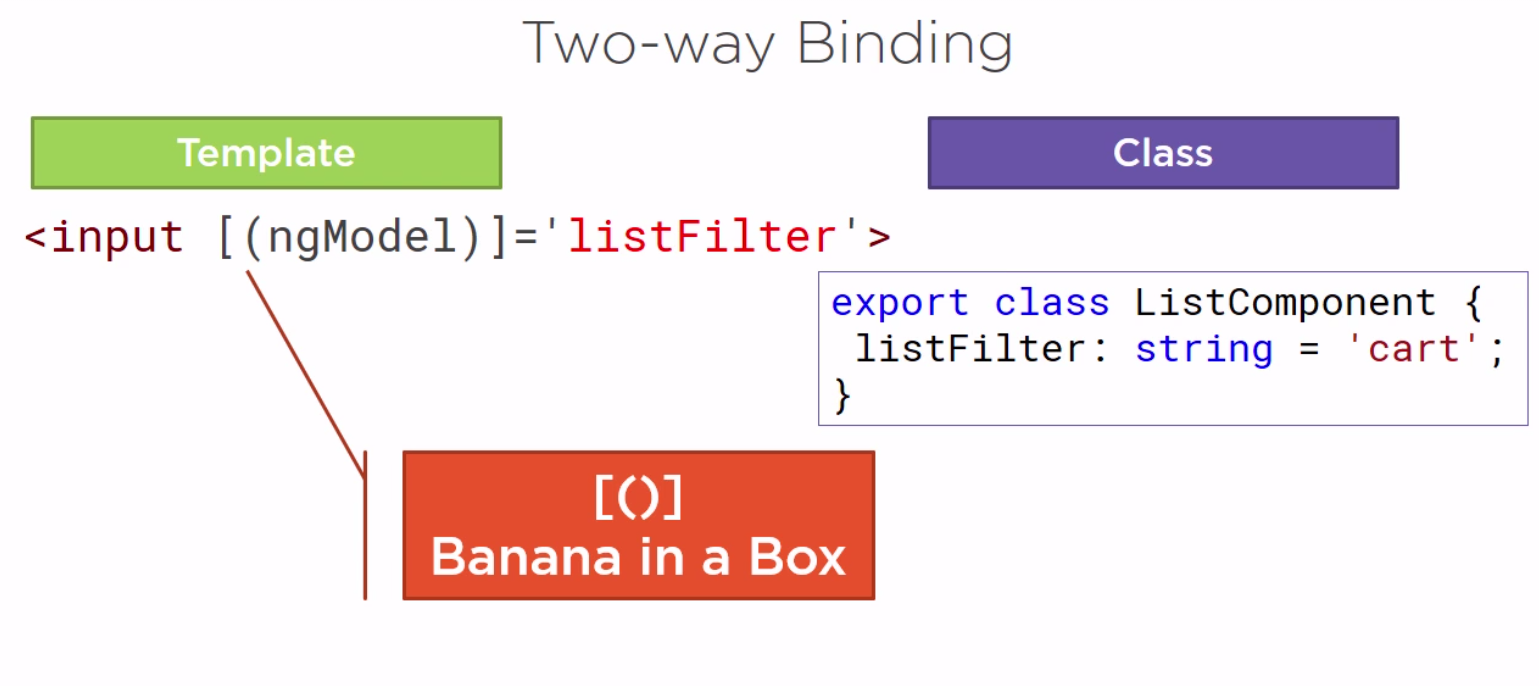 Two-way Binding
Template
Class
<input [(ngModel)]='listFilter'>
export class ListComponent {
listFilter: string = 'cart';
}
[()]
Banana in a Box